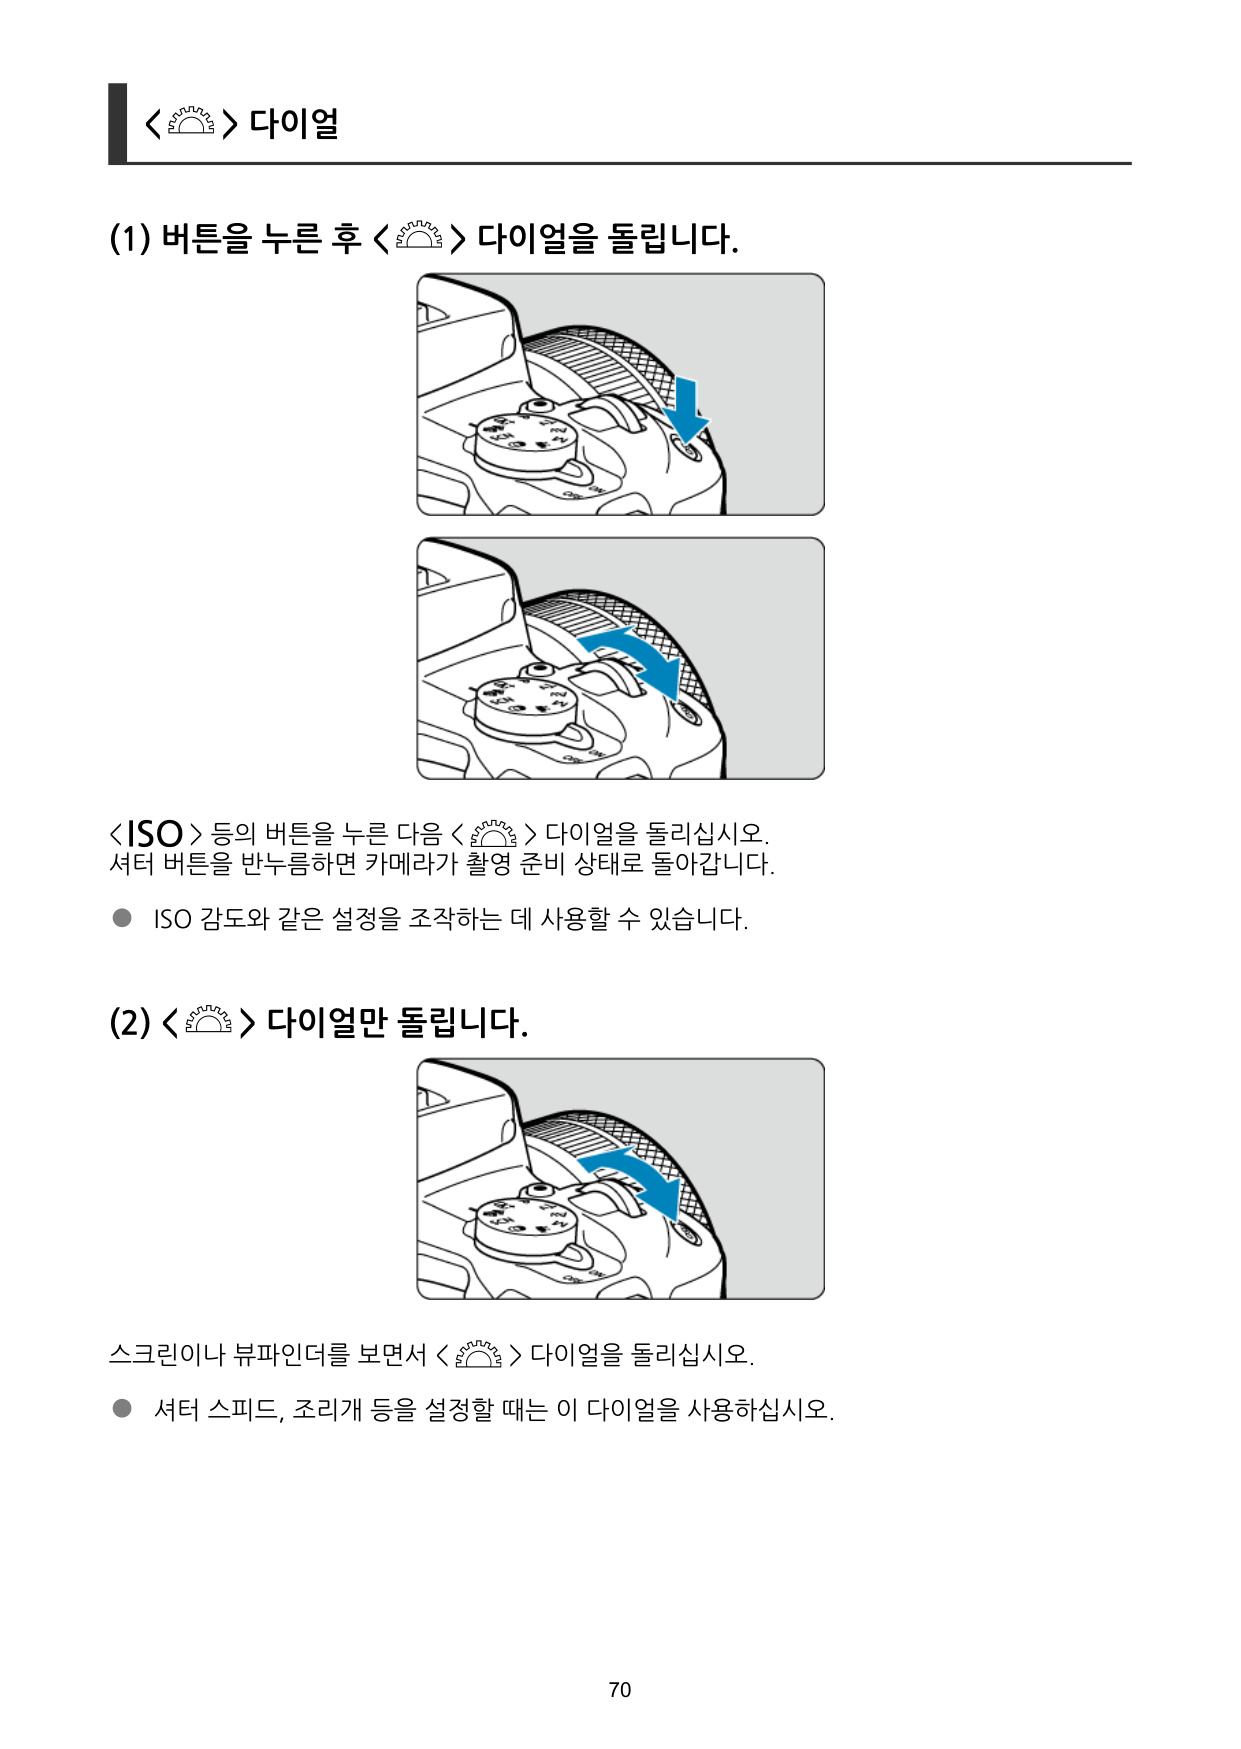 < > 다이얼
(1) 버튼을 누른 후 < > 다이얼을 돌립니다.
OFF ON
OFF ON
<ISO> 등의 버튼을 누른 다음 < > 다이얼을 돌리십시오.
셔터 버튼을 반누름하면 카메라가 촬영 준비 상태로 돌아갑니다.
● ISO 감도와 같은 설정을 조작하는 데 사용할 수 있습니다.
(2) < > 다이얼만 돌립니다.
OFF ON
스크린이나 뷰파인더를 보면서 < > 다이얼을 돌리십시오.
● 셔터 스피드, 조리개 등을 설정할 때는 이 다이얼을 사용하십시오.
70